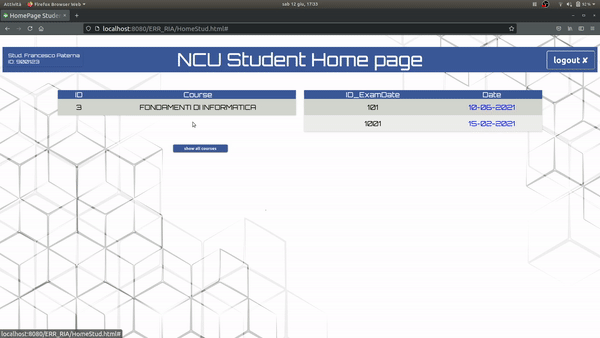 Attività Firefox Browser Web sab 12 giu, 17:33 92 %
HomePage Studen
localhost:8080/ERR_RIA/HomeStud.html#
Stud. Francesco Paterna
ID: 900123
NCU Student Home page
logout ✘
ID Course
3 FONDAMENTI DI INFORMATICA
ID_ExamDate Date
101 10-06-2021
1001 15-02-2021
show all courses
localhost:8080/ERR_RIA/HomeStud.html#